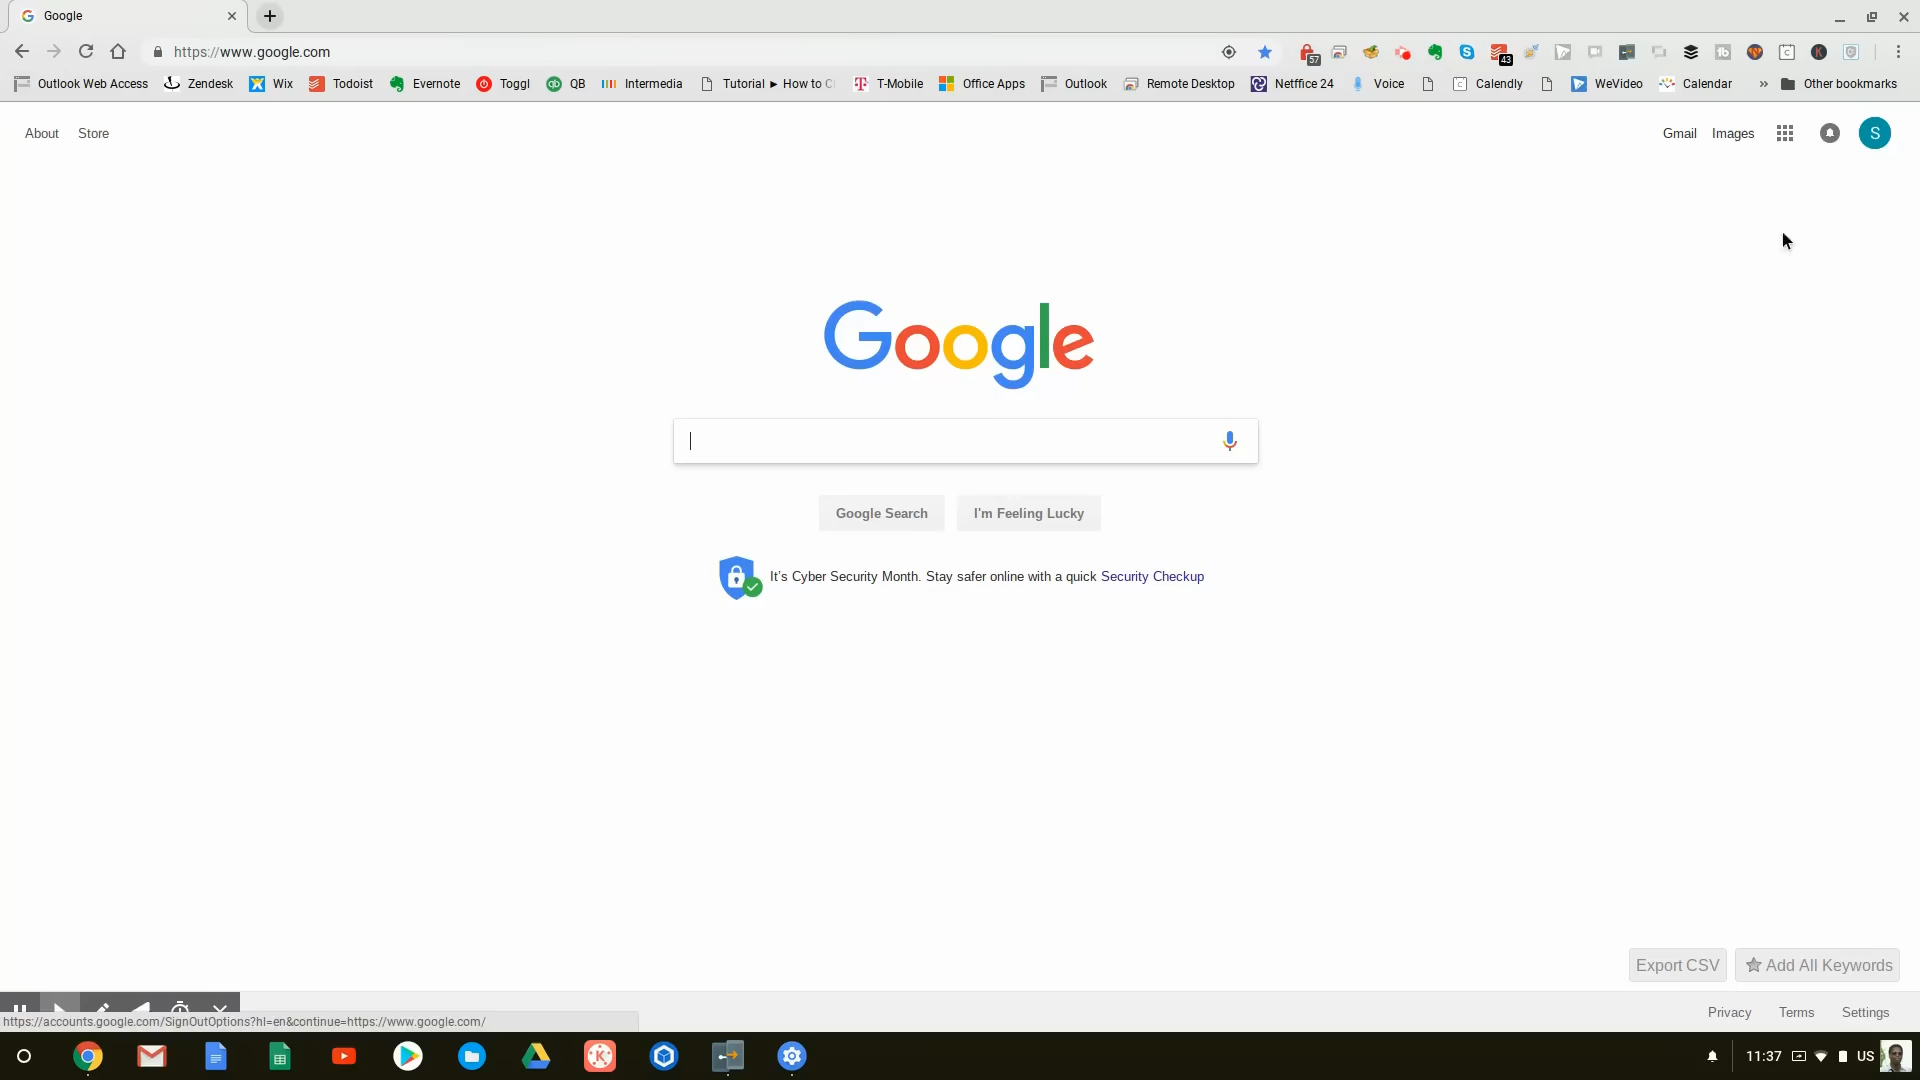 Google
https://www.google.com
57
43
Outlook Web Access
Zendesk
Wix
Todoist
Evernote
Toggl
QB
Intermedia
Tutorial ► How to C
T-Mobile
Office Apps
Outlook
Remote Desktop
Netffice 24
Voice
Calendly
WeVideo
Calendar
»
Other bookmarks
About
Store
Gmail
Images
S
Google
Google Search
I'm Feeling Lucky
It's Cyber Security Month. Stay safer online with a quick Security Checkup
Export CSV
Add All Keywords
Privacy
Terms
Settings
https://accounts.google.com/SignOutOptions?hl=en&continue=https://www.google.com/
11:37
US